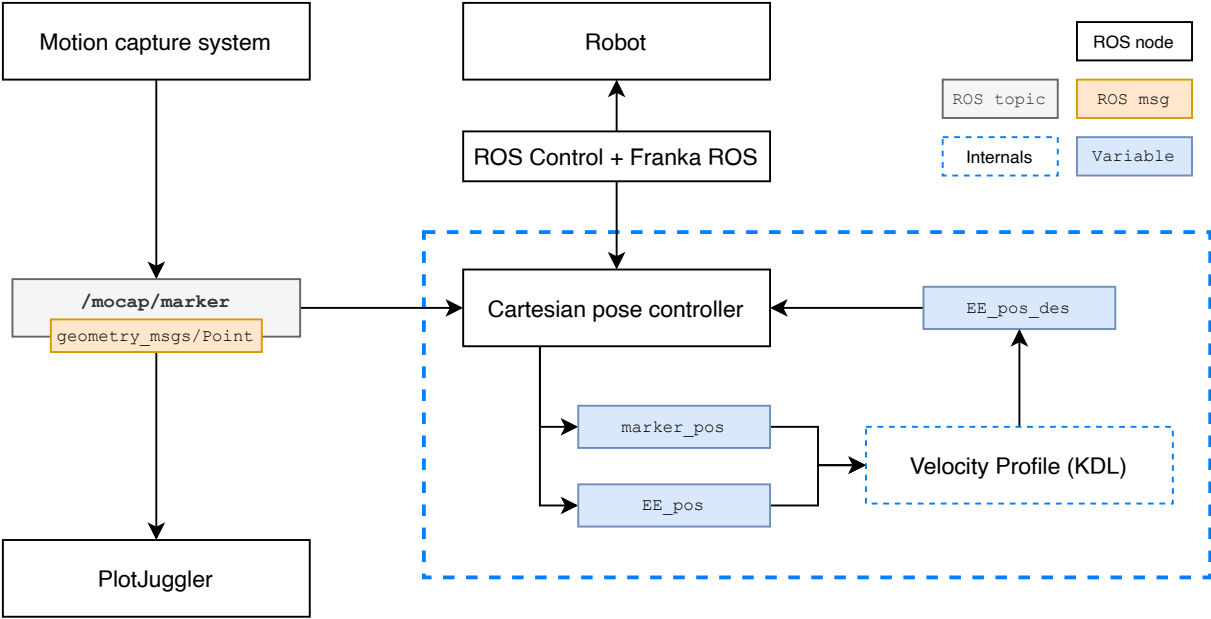 Motion capture system
Robot
ROS node
ROS topic
ROS msg
ROS Control + Franka ROS
Internals
Variable
/mocap/marker
geometry_msgs/Point
Cartesian pose controller
EE_pos_des
marker_pos
Velocity Profile (KDL)
EE_pos
PlotJuggler